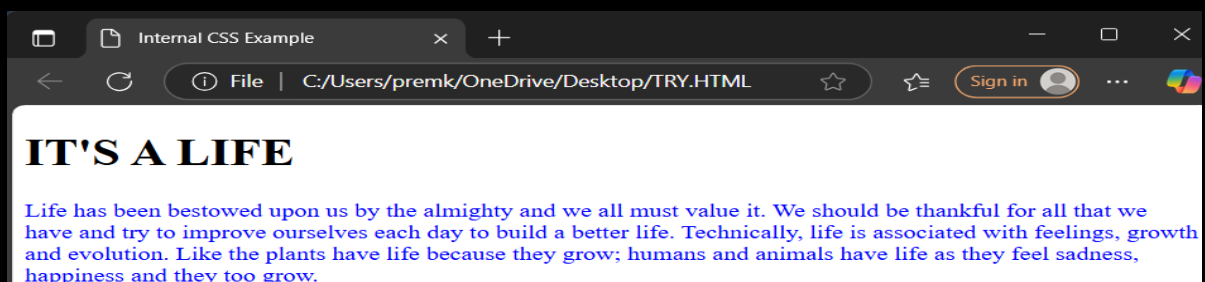 Internal CSS Example
File | C:/Users/premk/OneDrive/Desktop/TRY.HTML
Sign in
IT'S A LIFE
Life has been bestowed upon us by the almighty and we all must value it. We should be thankful for all that we
have and try to improve ourselves each day to build a better life. Technically, life is associated with feelings, growth
and evolution. Like the plants have life because they grow; humans and animals have life as they feel sadness,
happiness and they too grow.